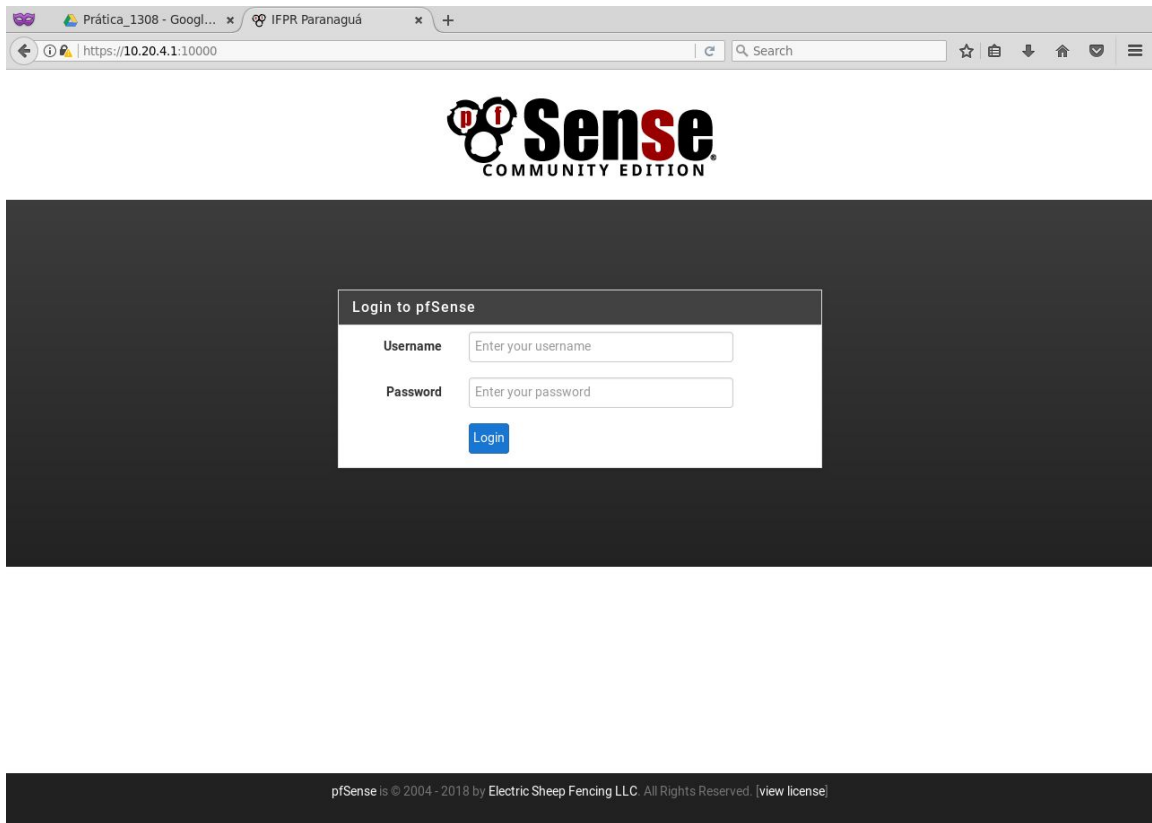 Prática_1308 - Googl...
IFPR Paranaguá
https://10.20.4.1:10000
Search
pf Sense
COMMUNITY EDITION
Login to pfSense
Username
Enter your username
Password
Enter your password
Login
pfSense is © 2004 - 2018 by Electric Sheep Fencing LLC. All Rights Reserved. [view license]